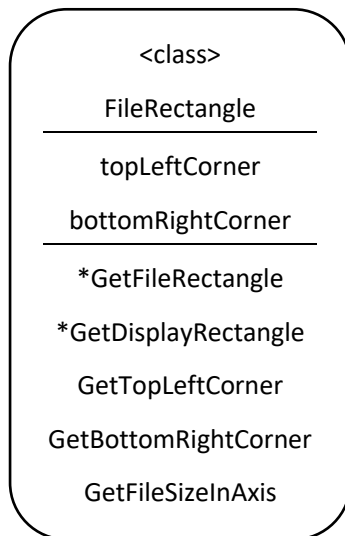 <class>
FileRectangle
topLeftCorner
bottomRightCorner
*GetFileRectangle
*GetDisplayRectangle
GetTopLeftCorner
GetBottomRightCorner
GetFileSizeInAxis